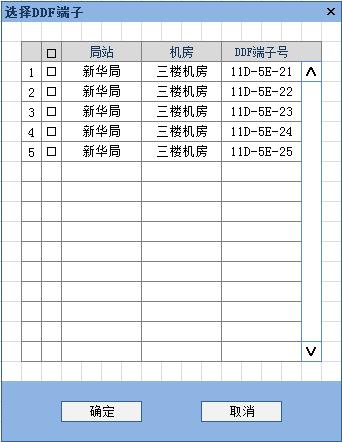 选择DDF端子 ×
□ 局站 机房 DDF端子号
1 □ 新华局 三楼机房 11D-5E-21
2 □ 新华局 三楼机房 11D-5E-22
3 □ 新华局 三楼机房 11D-5E-23
4 □ 新华局 三楼机房 11D-5E-24
5 □ 新华局 三楼机房 11D-5E-25
确定 取消